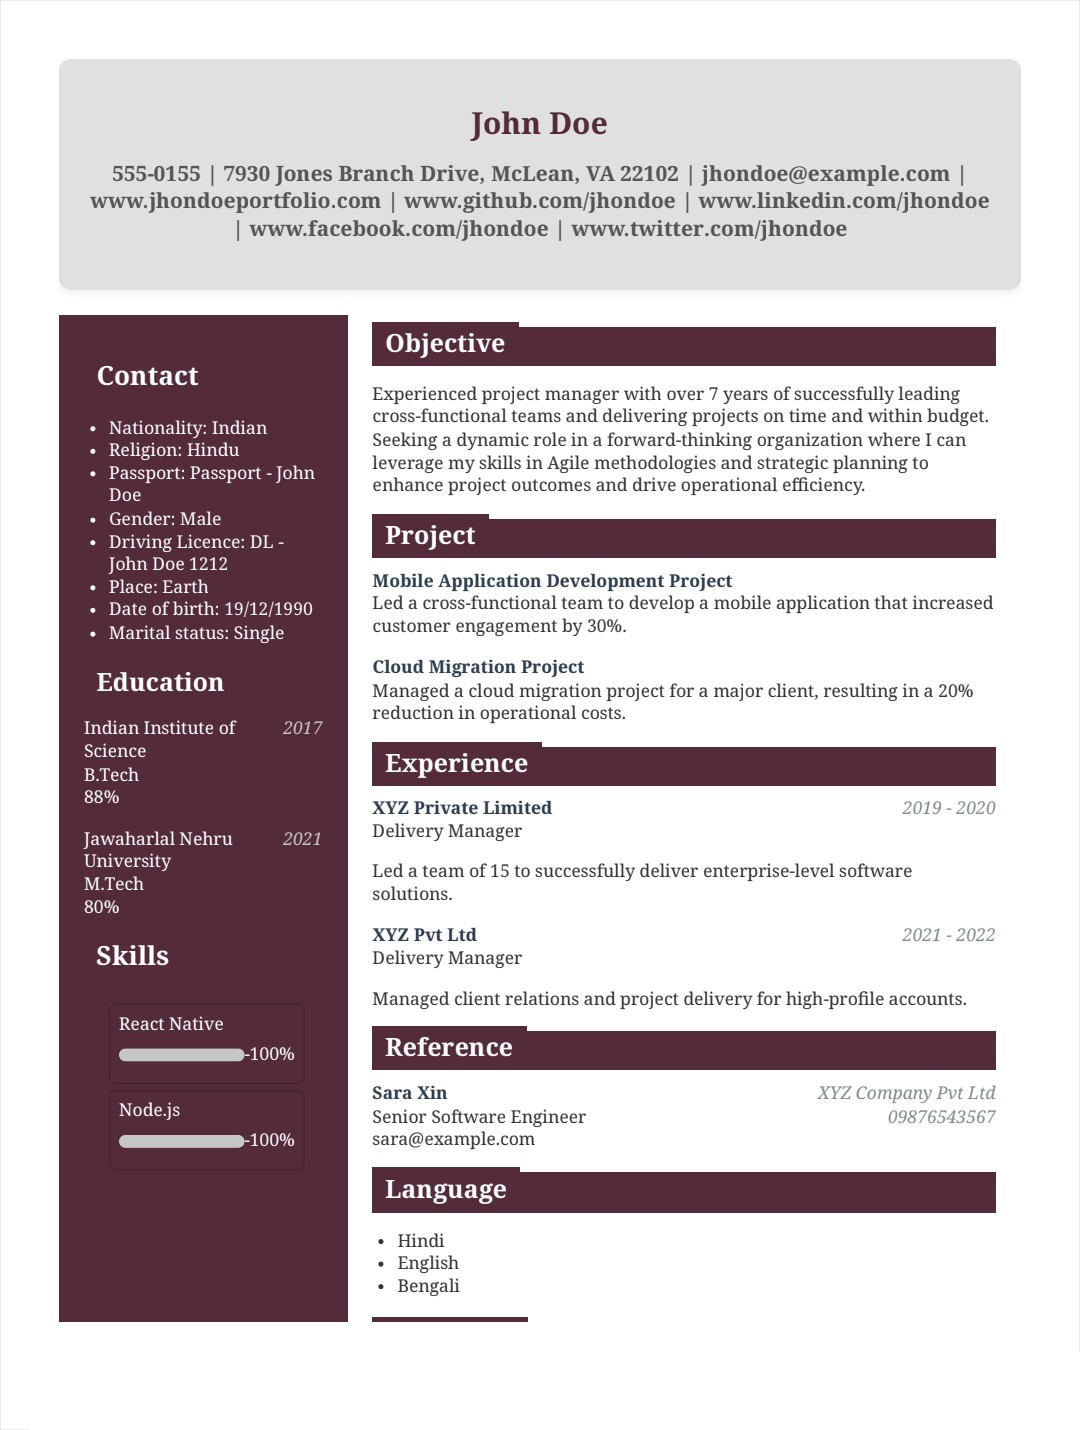 John Doe
555-0155 | 7930 Jones Branch Drive, McLean, VA 22102 | jhondoe@example.com |
www.jhondoeportfolio.com | www.github.com/jhondoe | www.linkedin.com/jhondoe
| www.facebook.com/jhondoe | www.twitter.com/jhondoe
Contact
• Nationality: Indian
• Religion: Hindu
• Passport: Passport - John
Doe
• Gender: Male
• Driving Licence: DL -
John Doe 1212
• Place: Earth
• Date of birth: 19/12/1990
• Marital status: Single
Education
Indian Institute of 2017
Science
B.Tech
88%
Jawaharlal Nehru 2021
University
M.Tech
80%
Skills
React Native
-100%
Node.js
-100%
Objective
Experienced project manager with over 7 years of successfully leading
cross-functional teams and delivering projects on time and within budget.
Seeking a dynamic role in a forward-thinking organization where I can
leverage my skills in Agile methodologies and strategic planning to
enhance project outcomes and drive operational efficiency.
Project
Mobile Application Development Project
Led a cross-functional team to develop a mobile application that increased
customer engagement by 30%.
Cloud Migration Project
Managed a cloud migration project for a major client, resulting in a 20%
reduction in operational costs.
Experience
XYZ Private Limited 2019 - 2020
Delivery Manager
Led a team of 15 to successfully deliver enterprise-level software
solutions.
XYZ Pvt Ltd 2021 - 2022
Delivery Manager
Managed client relations and project delivery for high-profile accounts.
Reference
Sara Xin XYZ Company Pvt Ltd
Senior Software Engineer 09876543567
sara@example.com
Language
• Hindi
• English
• Bengali